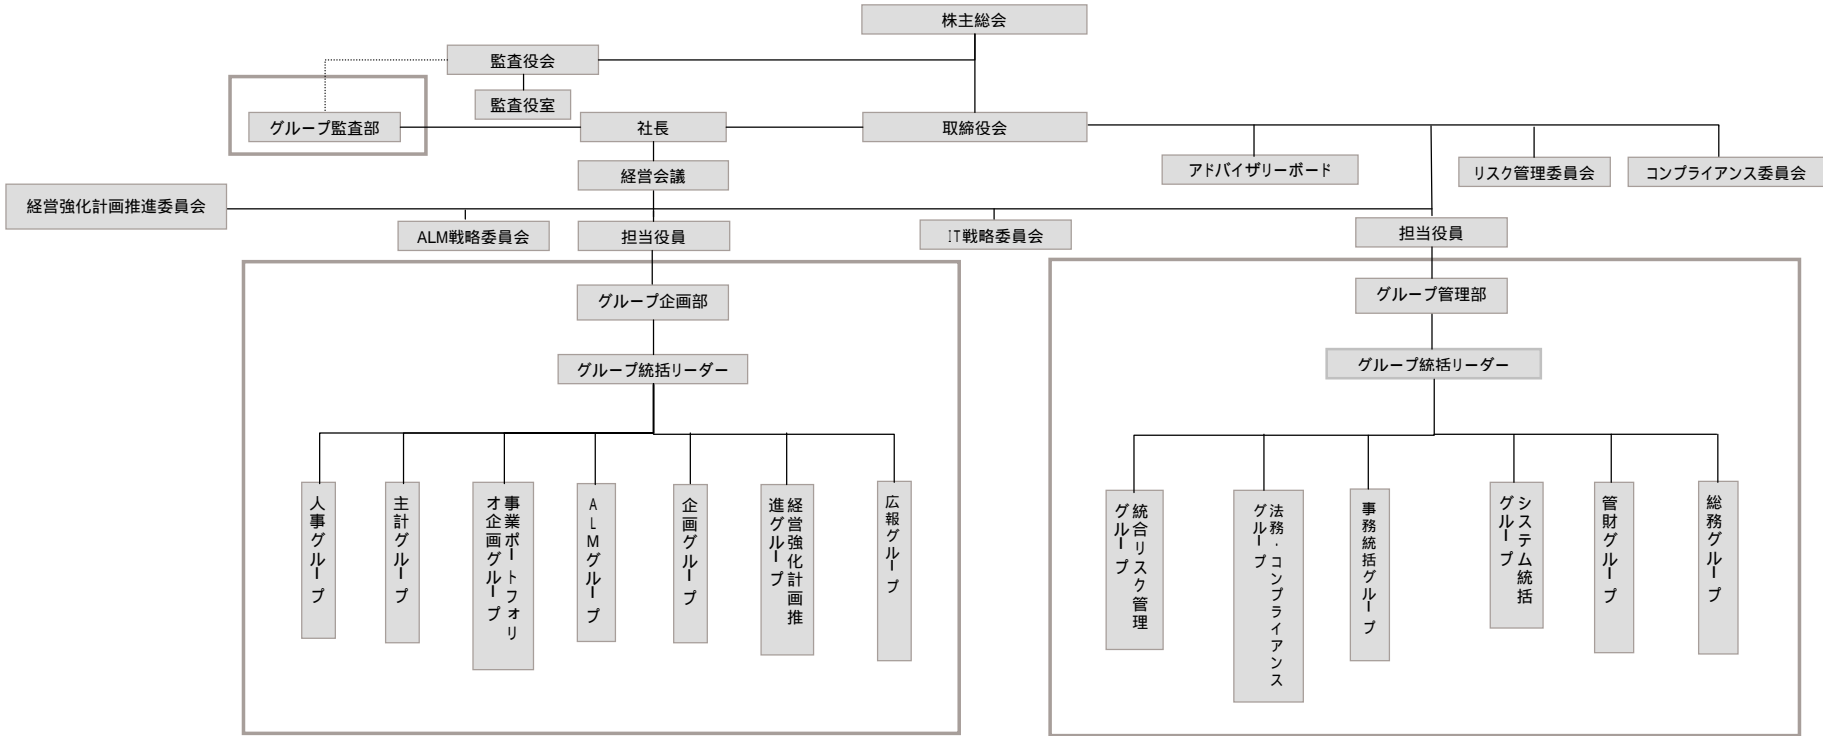 株主総会
監査役会
監査役室
グループ監査部
社長
取締役会
経営会議
アドバイザリーボード
リスク管理委員会
コンプライアンス委員会
経営強化計画推進委員会
ALM戦略委員会
担当役員
IT戦略委員会
担当役員
グループ企画部
グループ管理部
グループ統括リーダー
グループ統括リーダー
人事グループ
主計グループ
事業ポートフォリ
オ企画グループ
ALMグループ
企画グループ
経営強化計画推
進グループ
広報グループ
統合リスク管理
グループ
法務・コンプライアンス
グループ
事務統括グループ
システム統括
グループ
管財グループ
総務グループ